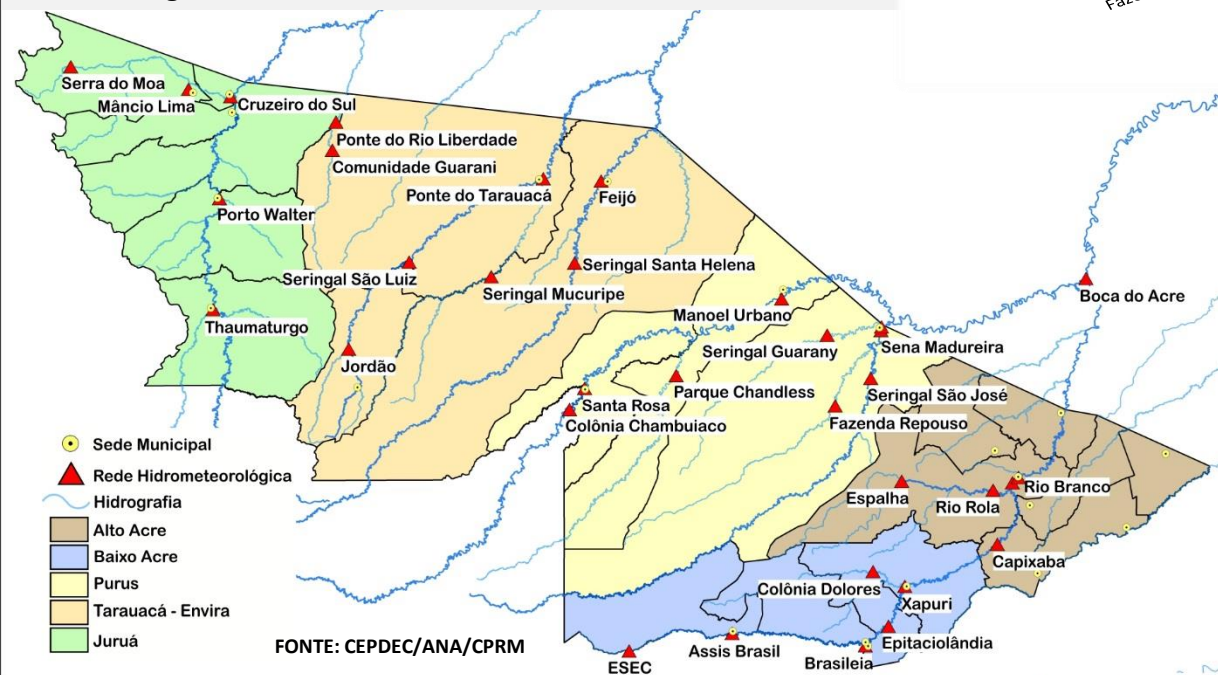 Serra do Moa
Mâncio Lima
Cruzeiro do Sul
Ponte do Rio Liberdade
Comunidade Guarani
Ponte do Tarauacá
Feijó
Porto Walter
Seringal São Luiz
Seringal Santa Helena
Seringal Mucuripe
Boca do Acre
Manoel Urbano
Thaumaturgo
Seringal Guarany
Sena Madureira
Jordão
Parque Chandless
Seringal São José
Santa Rosa
Colônia Chambuiaco
Fazenda Repouso
Espalha
Rio Rola
Rio Branco
Capixaba
Colônia Dolores
Xapuri
Epitaciolândia
Assis Brasil
Brasileia
ESEC
Sede Municipal
Rede Hidrometeorológica
Hidrografia
Alto Acre
Baixo Acre
Purus
Tarauacá - Envira
Juruá
FONTE: CEPDEC/ANA/CPRM